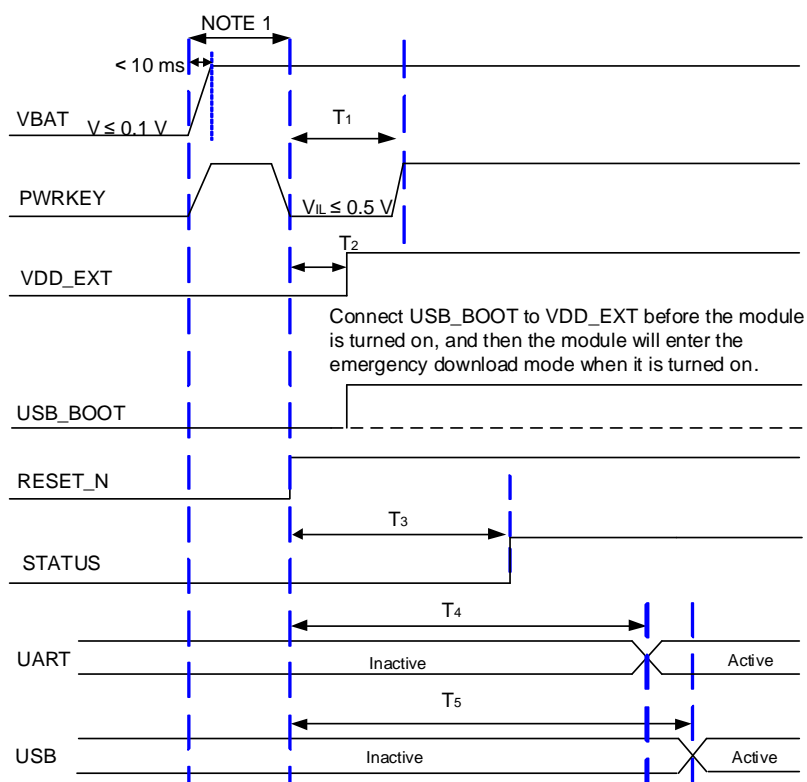 NOTE 1
< 10 ms
VBAT
V ≤ 0.1 V
T1
PWRKEY
VIL ≤ 0.5 V
T2
VDD_EXT
Connect USB_BOOT to VDD_EXT before the module
is turned on, and then the module will enter the
emergency download mode when it is turned on.
USB_BOOT
RESET_N
T3
STATUS
T4
UART
Inactive
Active
T5
USB
Inactive
Active